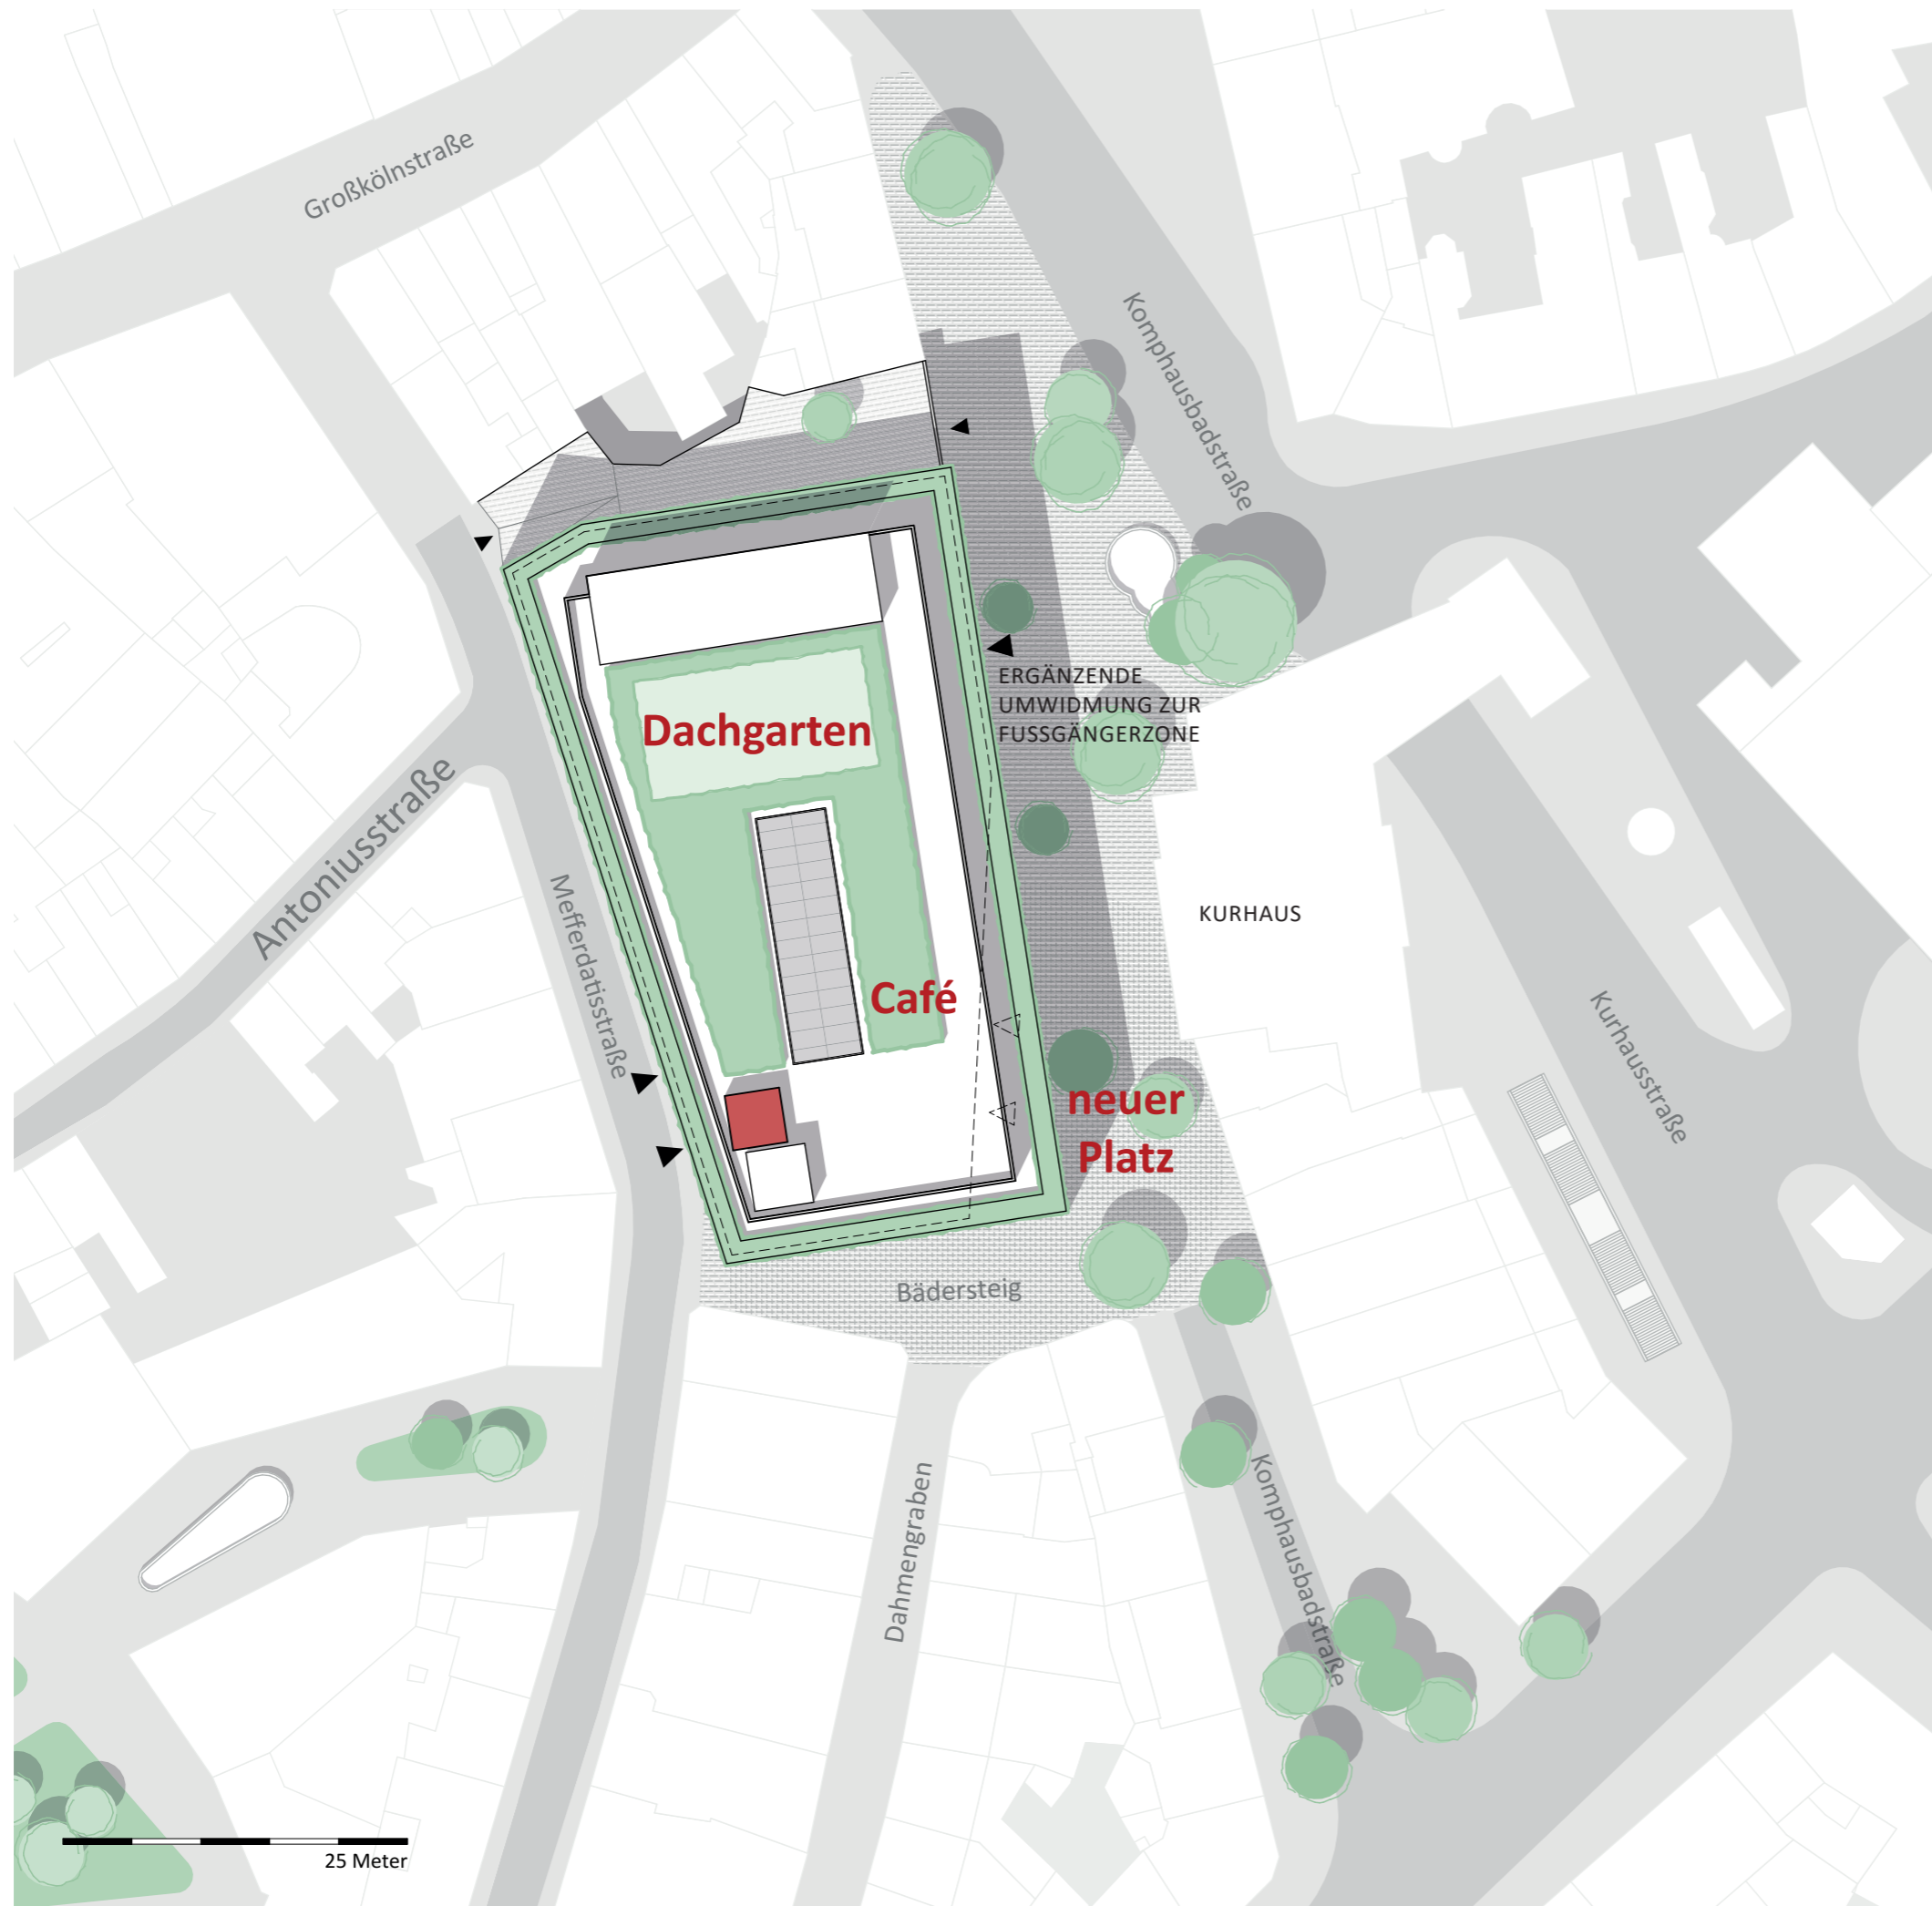 Großkölnstraße
Komphausbadstraße
ERGÄNZENDE
UMWIDMUNG ZUR
FUSSGÄNGERZONE
Dachgarten
Antoniusstraße
Mefferdatisstraße
KURHAUS
Café
Kurhausstraße
neuer
Platz
Bädersteig
Dahmengraben
Komphausbadstraße
25 Meter